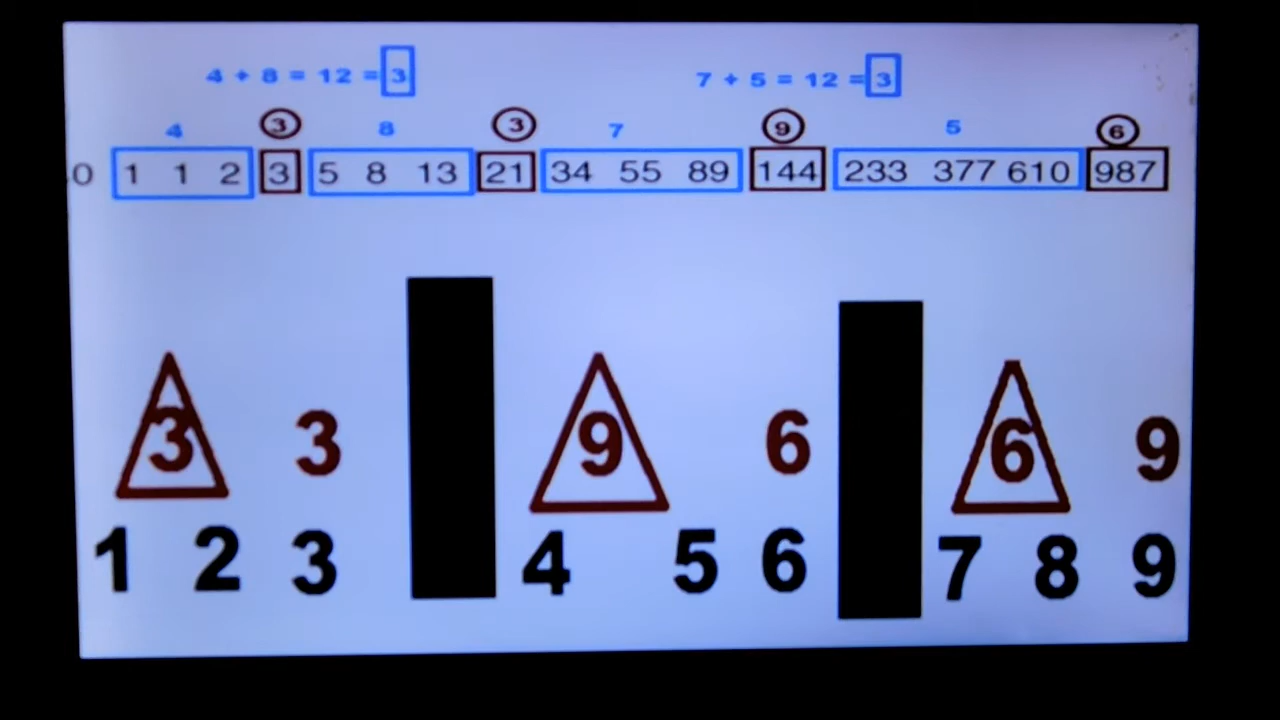 4 + 8 = 12 = 3 7 + 5 = 12 = 3
4 3 8 3 7 9 5 6
0 1 1 2 3 5 8 13 21 34 55 89 144 233 377 610 987
3 3 9 6 6 9
1 2 3 4 5 6 7 8 9